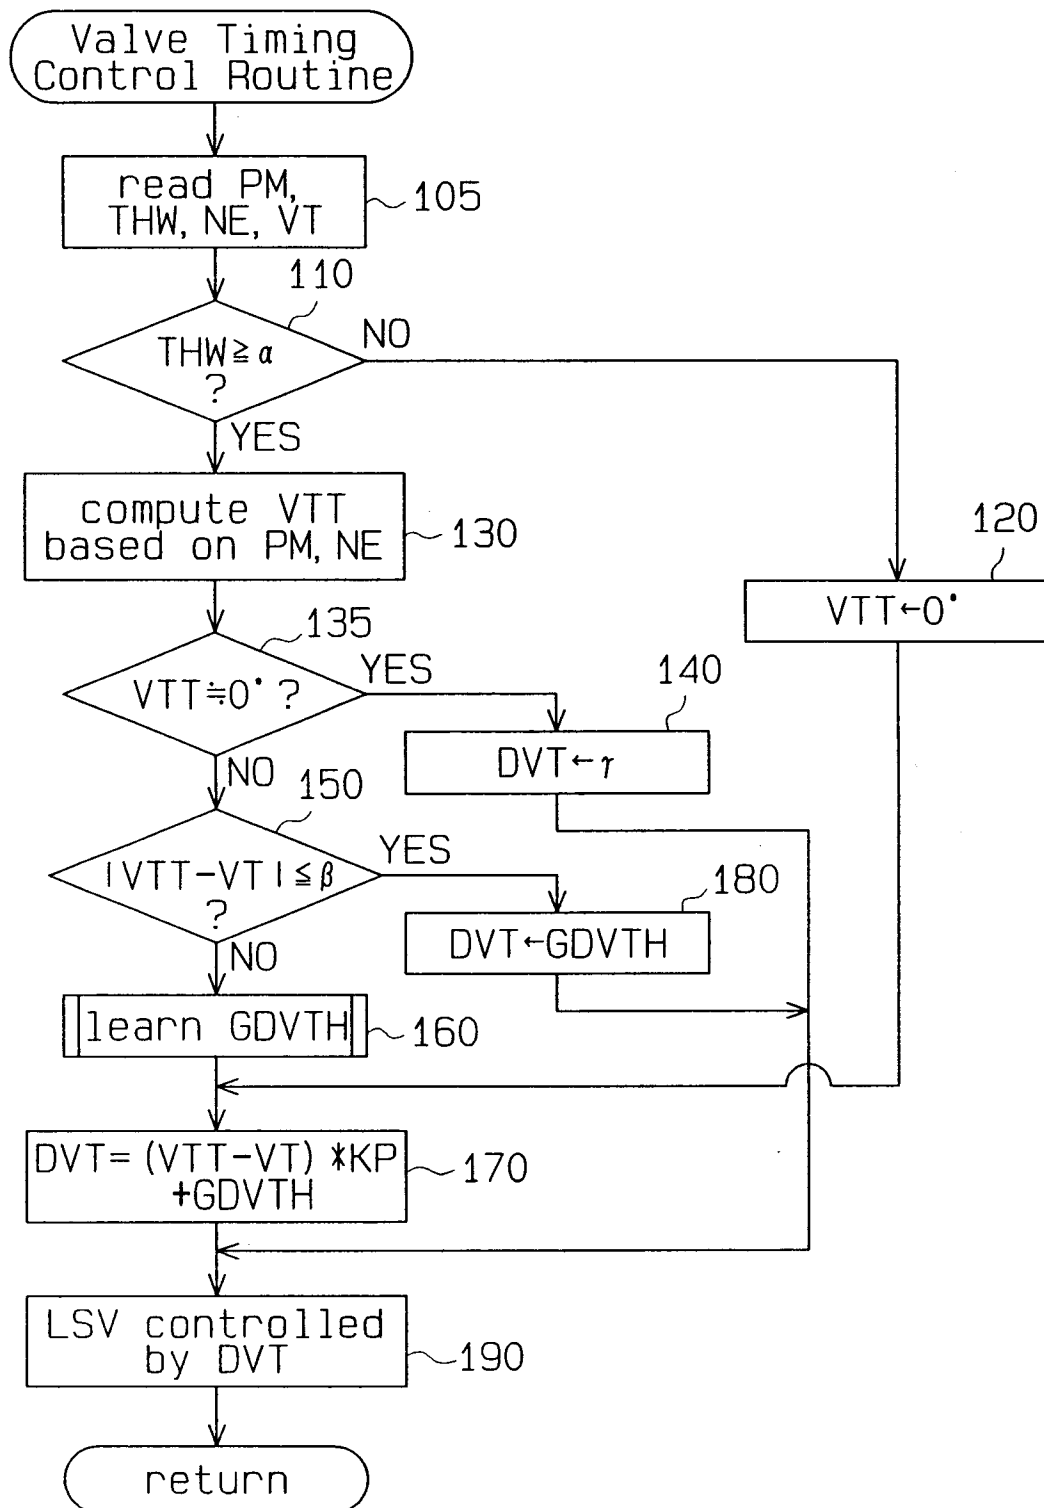 Valve Timing
Control Routine
read PM,
THW, NE, VT
105
110
THW≧α
?
NO
YES
compute VTT
based on PM, NE
130
120
VTT←0°
135
VTT≒0° ?
YES
140
DVT←γ
NO
150
|VTT-VT|≦β
?
YES
180
DVT←GDVTH
NO
learn GDVTH
160
DVT=(VTT-VT)*KP
+GDVTH
170
LSV controlled
by DVT
190
return